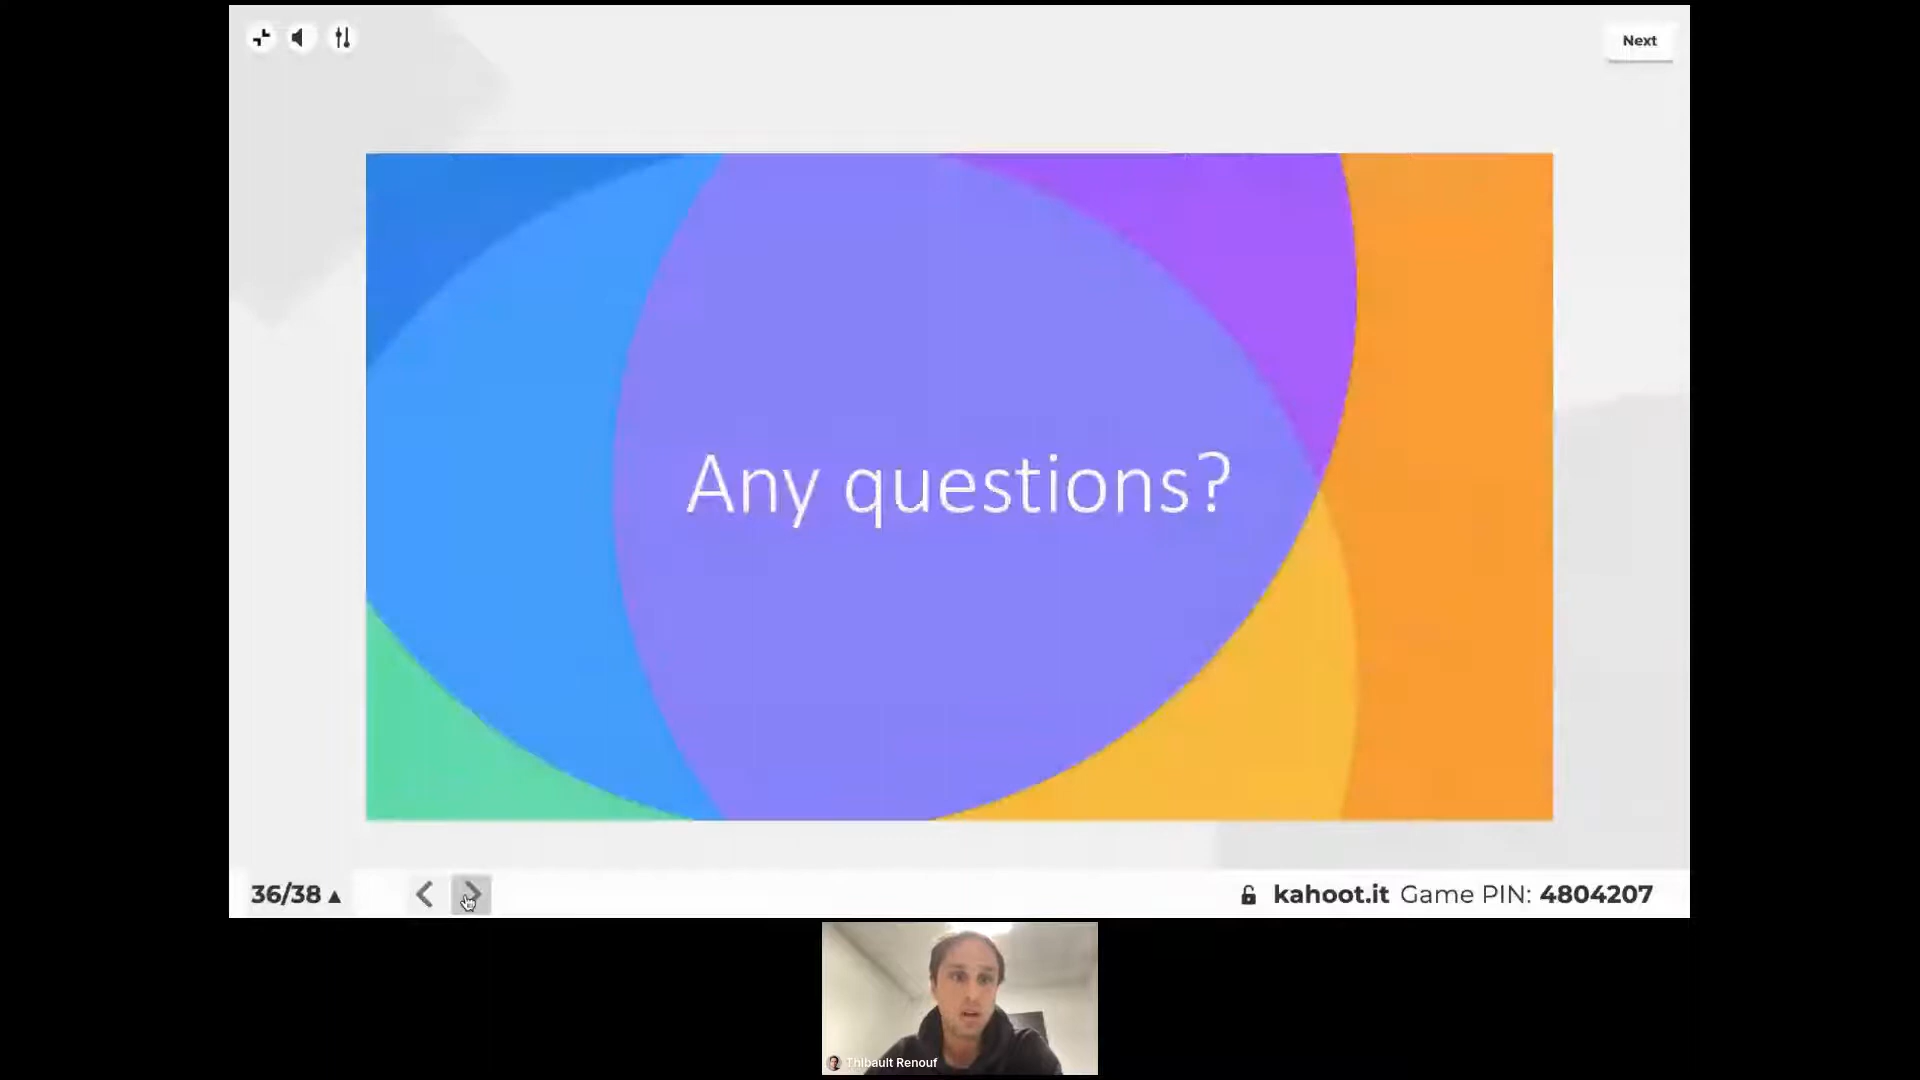 Next
Any questions?
36/38 ▲
kahoot.it Game PIN: 4804207
Thibault Renouf